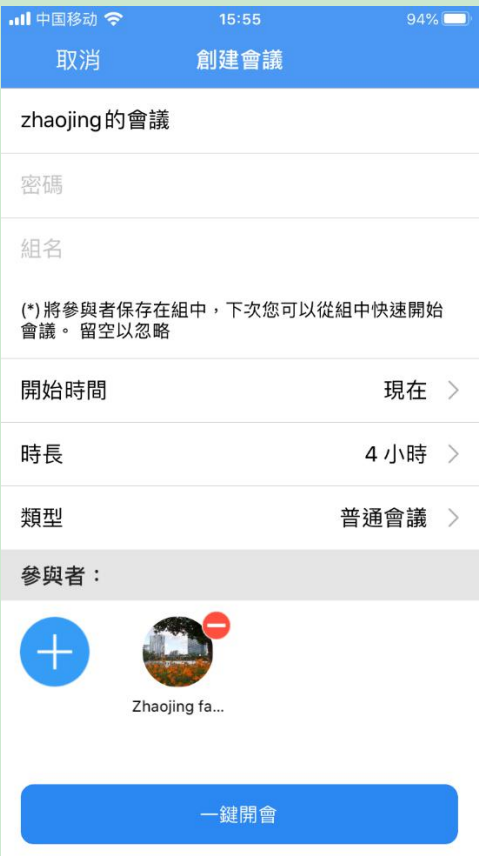 中国移动 15:55 94%
取消 創建會議
zhaojing的會議
密碼
組名
(*)將參與者保存在組中,下次您可以從組中快速開始
會議。 留空以忽略
開始時間 現在
時長 4 小時
類型 普通會議
參與者:
Zhaojing fa...
一鍵開會